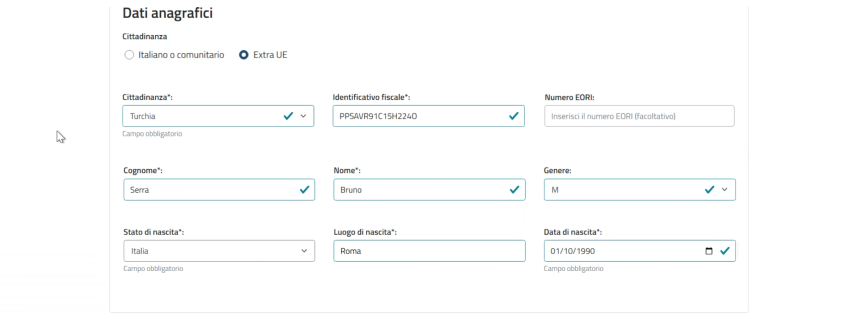 Dati anagrafici
Cittadinanza
Italiano o comunitario Extra UE
Cittadinanza*: Identificativo fiscale*: Numero EORI:
Turchia PPSAVR91C15H224O Inserisci il numero EORI (facoltativo)
Campo obbligatorio
Cognome*: Nome*: Genere:
Serra Bruno M
Stato di nascita*: Luogo di nascita*: Data di nascita*:
Italia Roma 01/10/1990
Campo obbligatorio Campo obbligatorio